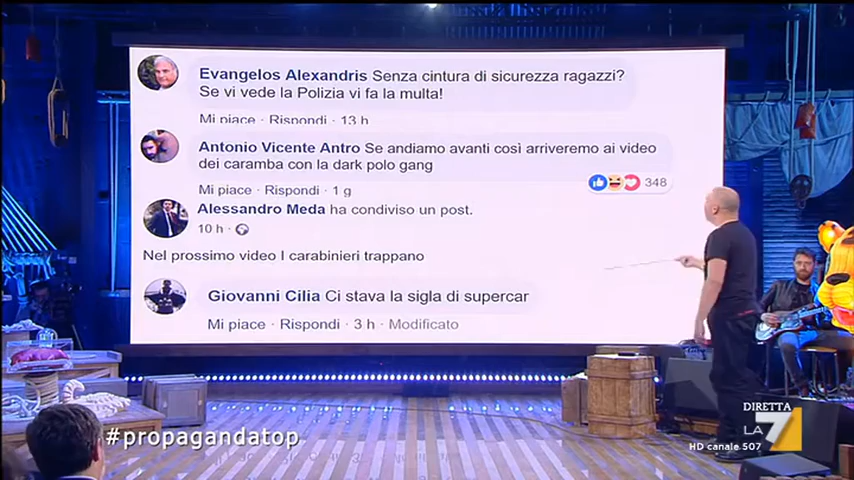 Evangelos Alexandris Senza cintura di sicurezza ragazzi?
Se vi vede la Polizia vi fa la multa!
Mi piace · Rispondi · 13 h
Antonio Vicente Antro Se andiamo avanti così arriveremo ai video
dei caramba con la dark polo gang
348
Mi piace · Rispondi · 1 g
Alessandro Meda ha condiviso un post.
10 h ·
Nel prossimo video I carabinieri trappano
Giovanni Cilia Ci stava la sigla di supercar
Mi piace · Rispondi · 3 h · Modificato
#propagandatop
DIRETTA
LA 7
HD canale 507